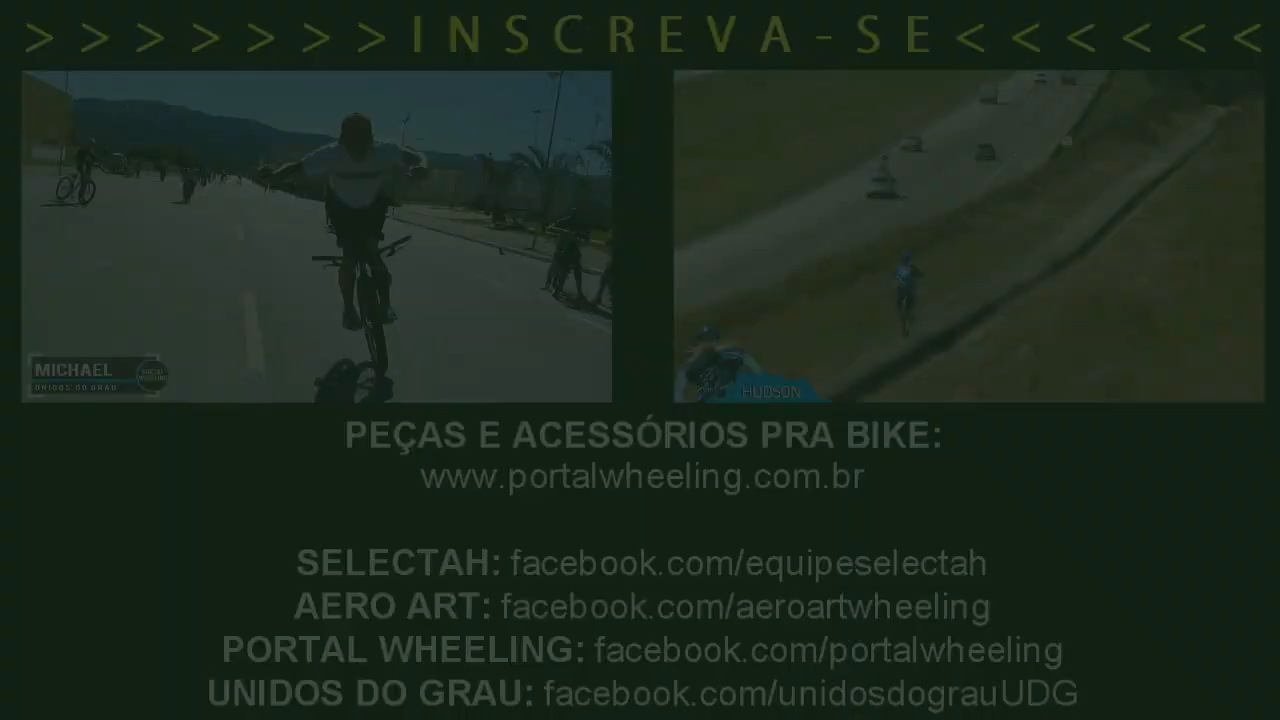 > > > > > > > I N S C R E V A - S E < < < < < <
MICHAEL
UNIDOS DO GRAU
HUDSON
PEÇAS E ACESSÓRIOS PRA BIKE:
www.portalwheeling.com.br
SELECTAH: facebook.com/equipeselectah
AERO ART: facebook.com/aeroartwheeling
PORTAL WHEELING: facebook.com/portalwheeling
UNIDOS DO GRAU: facebook.com/unidosdograuUDG